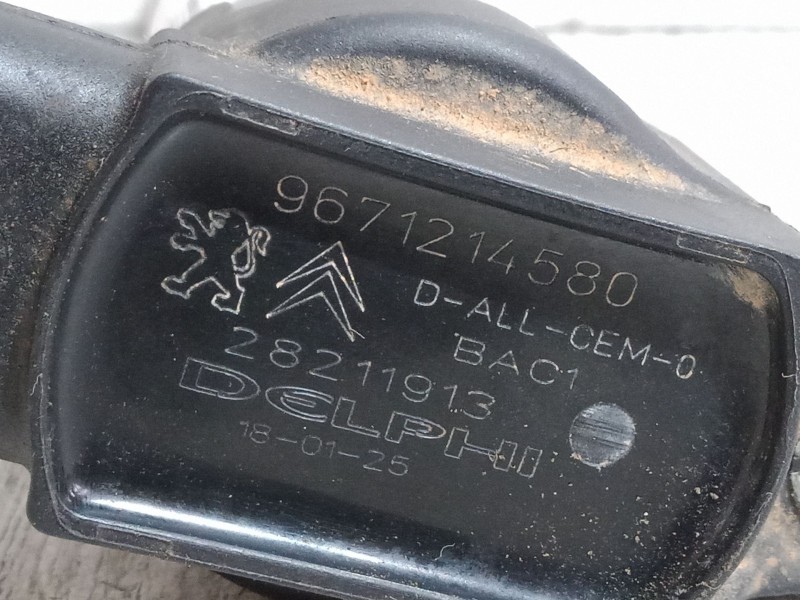 9671214580
D-ALL-CEM-0
BAC1
28211913
DELPHI
18-01-25